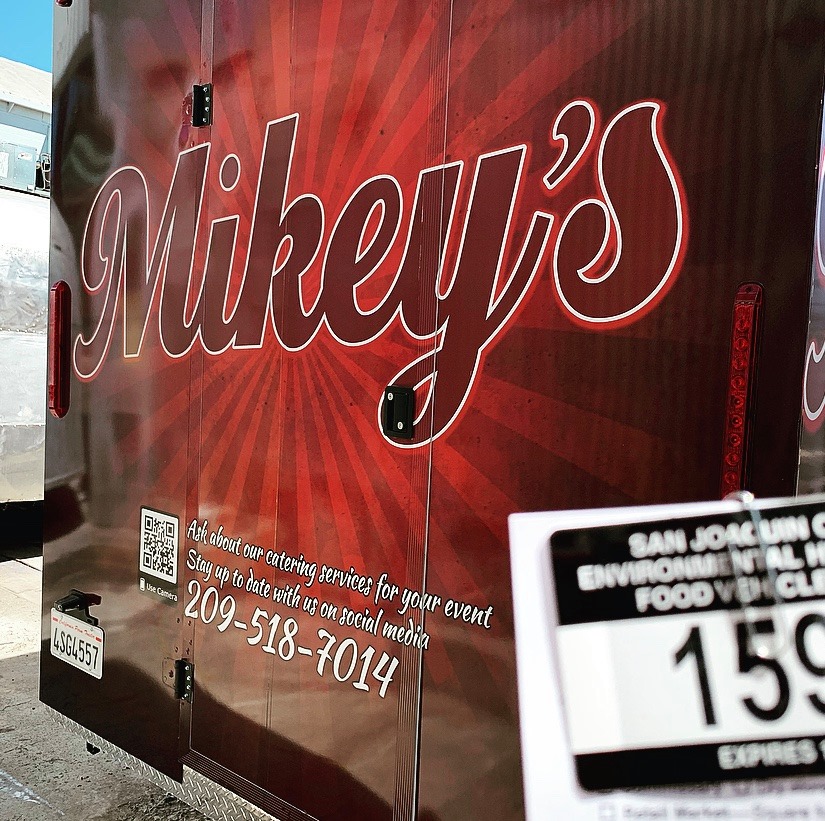 Mikey's
Ask about our catering services for your event
Stay up to date with us on social media
209-518-7014
Use Camera
4SG4557
SAN JOAQUIN
ENVIRONMENTAL
FOOD VEHICLE
159
EXPIRES